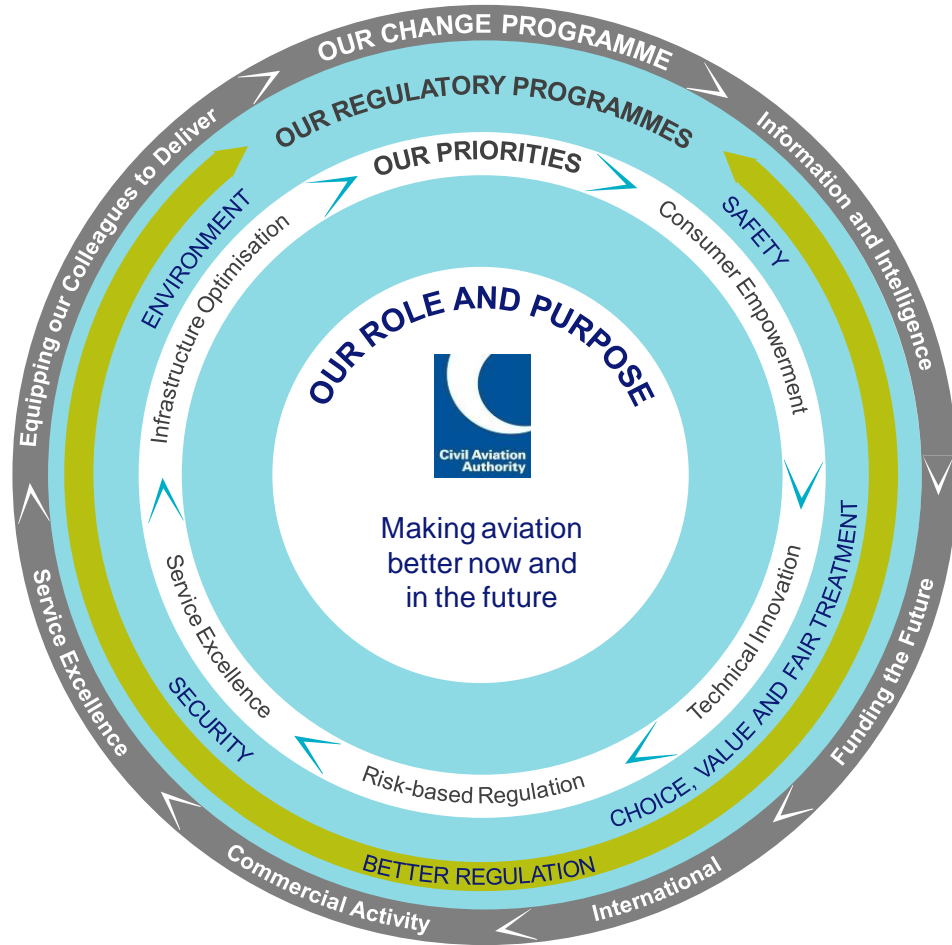 OUR CHANGE PROGRAMME
Information and Intelligence
Funding the Future
International
Commercial Activity
Service Excellence
Equipping our Colleagues to Deliver
OUR REGULATORY PROGRAMMES
SAFETY
CHOICE, VALUE AND FAIR TREATMENT
BETTER REGULATION
SECURITY
ENVIRONMENT
OUR PRIORITIES
Consumer Empowerment
Technical Innovation
Risk-based Regulation
Service Excellence
Infrastructure Optimisation
OUR ROLE AND PURPOSE
Civil Aviation
Authority
Making aviation
better now and
in the future